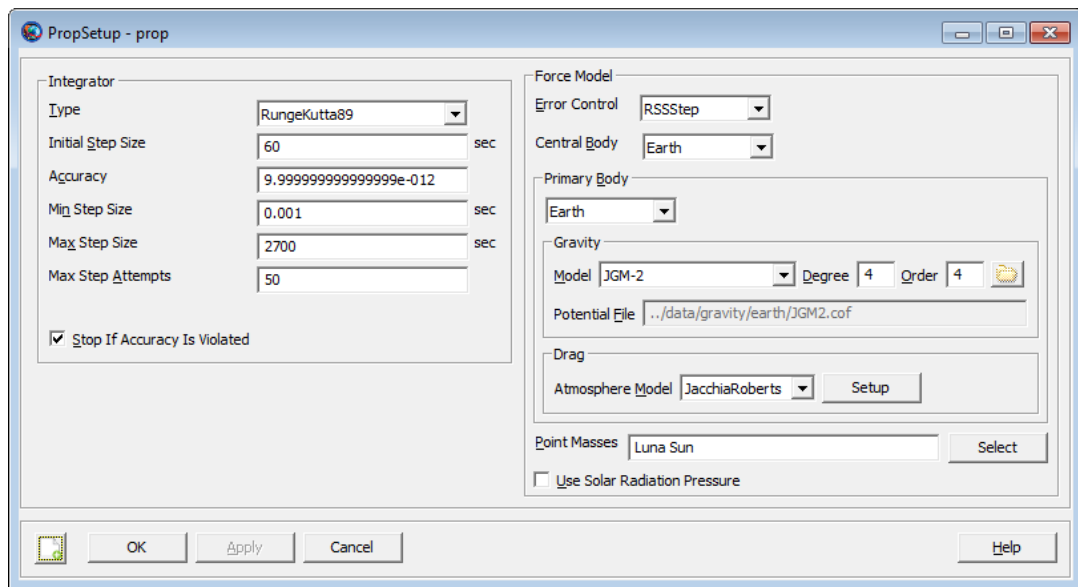 PropSetup - prop
Integrator
Type RungeKutta89
Initial Step Size 60 sec
Accuracy 9.999999999999999e-012
Min Step Size 0.001 sec
Max Step Size 2700 sec
Max Step Attempts 50
Stop If Accuracy Is Violated
Force Model
Error Control RSSStep
Central Body Earth
Primary Body
Earth
Gravity
Model JGM-2 Degree 4 Order 4
Potential File ../data/gravity/earth/JGM2.cof
Drag
Atmosphere Model JacchiaRoberts Setup
Point Masses Luna Sun Select
Use Solar Radiation Pressure
OK Apply Cancel Help